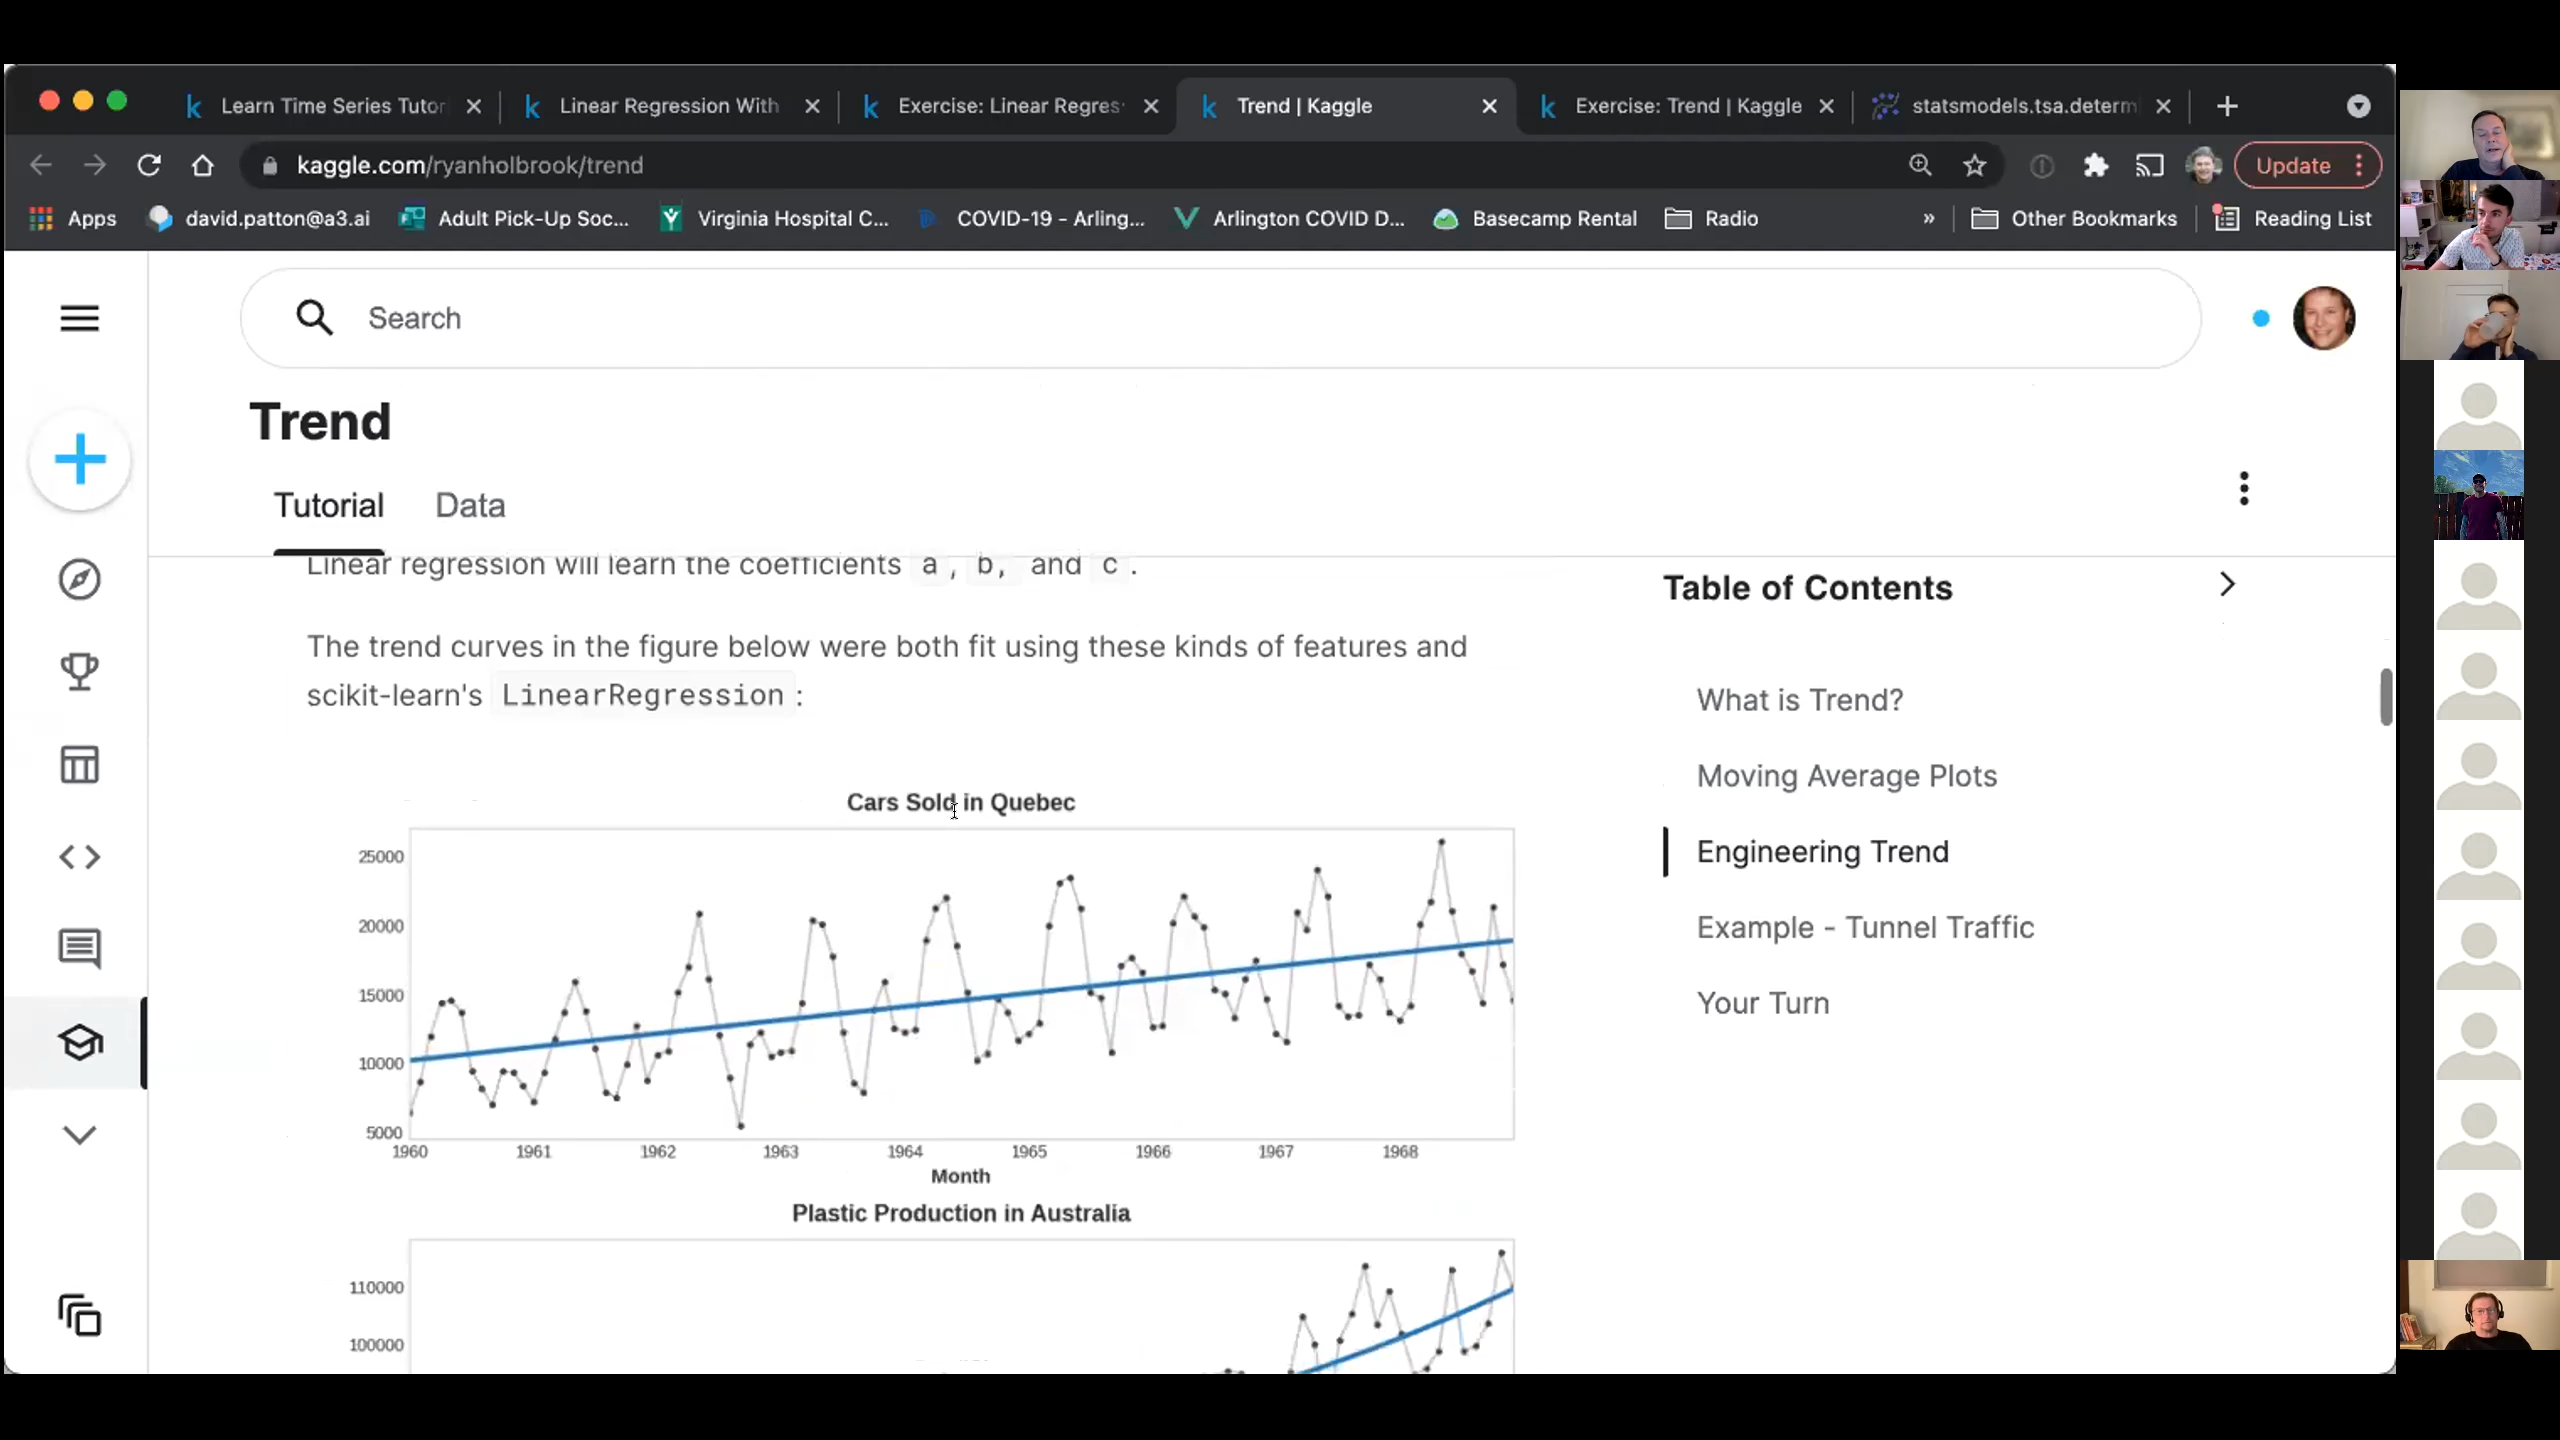 Learn Time Series Tutor
Linear Regression With
Exercise: Linear Regres
Trend | Kaggle
Exercise: Trend | Kaggle
statsmodels.tsa.determ
kaggle.com/ryanholbrook/trend
Update
Apps
david.patton@a3.ai
Adult Pick-Up Soc...
Virginia Hospital C...
COVID-19 - Arling...
Arlington COVID D...
Basecamp Rental
Radio
»
Other Bookmarks
Reading List
Search
Trend
Tutorial
Data
Linear regression will learn the coefficients a , b, and c .
The trend curves in the figure below were both fit using these kinds of features and
scikit-learn's LinearRegression :
Cars Sold in Quebec
25000
20000
15000
10000
5000
1960 1961 1962 1963 1964 1965 1966 1967 1968
Month
Plastic Production in Australia
110000
100000
Table of Contents
What is Trend?
Moving Average Plots
Engineering Trend
Example - Tunnel Traffic
Your Turn